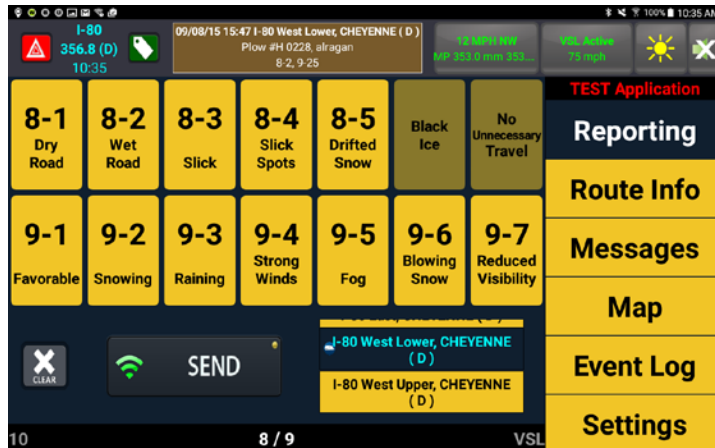 100% 10:35 AM
I-80
356.8 (D)
10:35
09/08/15 15:47 I-80 West Lower, CHEYENNE ( D )
Plow #H 0228, alragan
8-2, 9-25
12 MPH NW
MP 353.0 mm 353...
VSL Active
75 mph
TEST Application
8-1
Dry
Road
8-2
Wet
Road
8-3
Slick
8-4
Slick
Spots
8-5
Drifted
Snow
Black
Ice
No
Unnecessary
Travel
Reporting
Route Info
9-1
Favorable
9-2
Snowing
9-3
Raining
9-4
Strong
Winds
9-5
Fog
9-6
Blowing
Snow
9-7
Reduced
Visibility
Messages
Map
CLEAR
SEND
I-80 West Lower, CHEYENNE
( D )
I-80 West Upper, CHEYENNE
( D )
Event Log
Settings
10
8 / 9
VSL